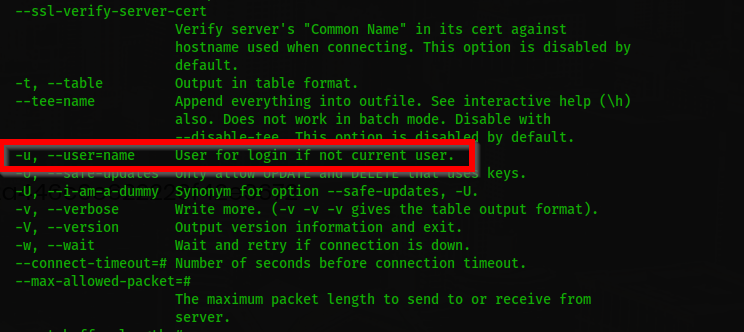 --ssl-verify-server-cert
Verify server's "Common Name" in its cert against
hostname used when connecting. This option is disabled by
default.
-t, --table Output in table format.
--tee=name Append everything into outfile. See interactive help (\h)
also. Does not work in batch mode. Disable with
--disable-tee. This option is disabled by default.
-u, --user=name User for login if not current user.
-U, --safe-updates Only allow UPDATE and DELETE that uses keys.
-U, --i-am-a-dummy Synonym for option --safe-updates, -U.
-v, --verbose Write more. (-v -v -v gives the table output format).
-V, --version Output version information and exit.
-w, --wait Wait and retry if connection is down.
--connect-timeout=# Number of seconds before connection timeout.
--max-allowed-packet=#
The maximum packet length to send to or receive from
server.